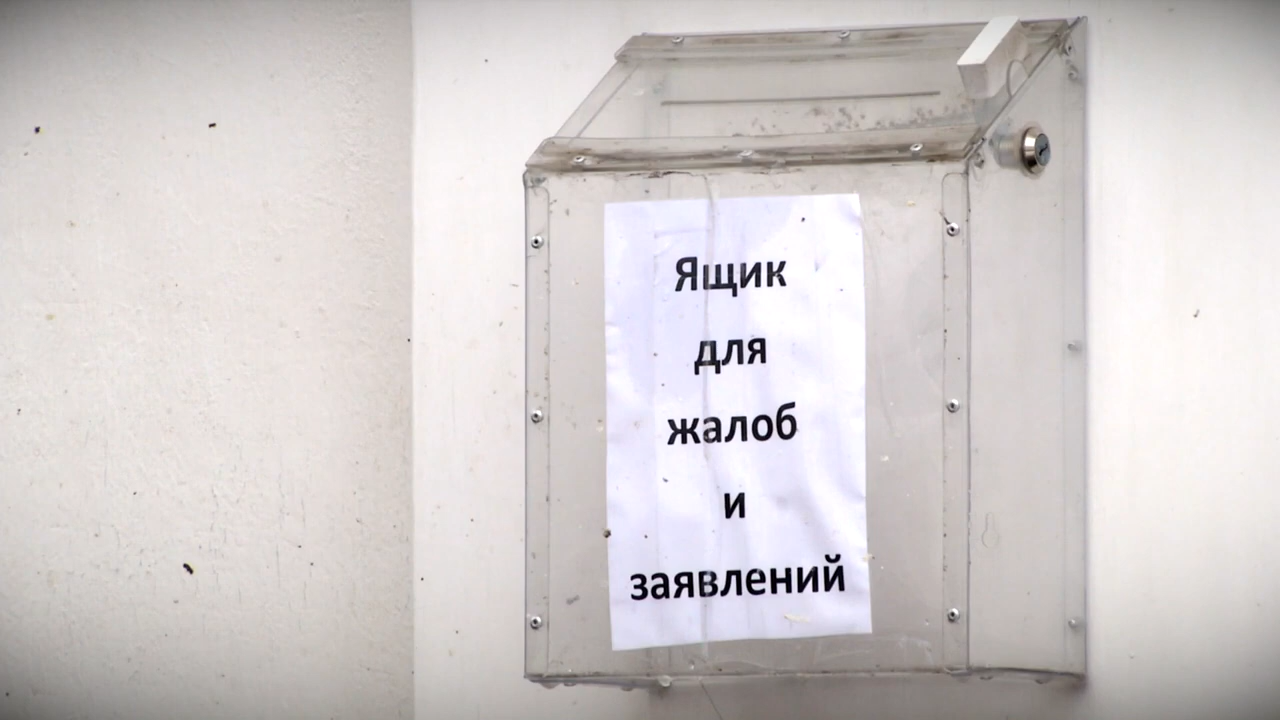 Ящик
для
жалоб
и
заявлений